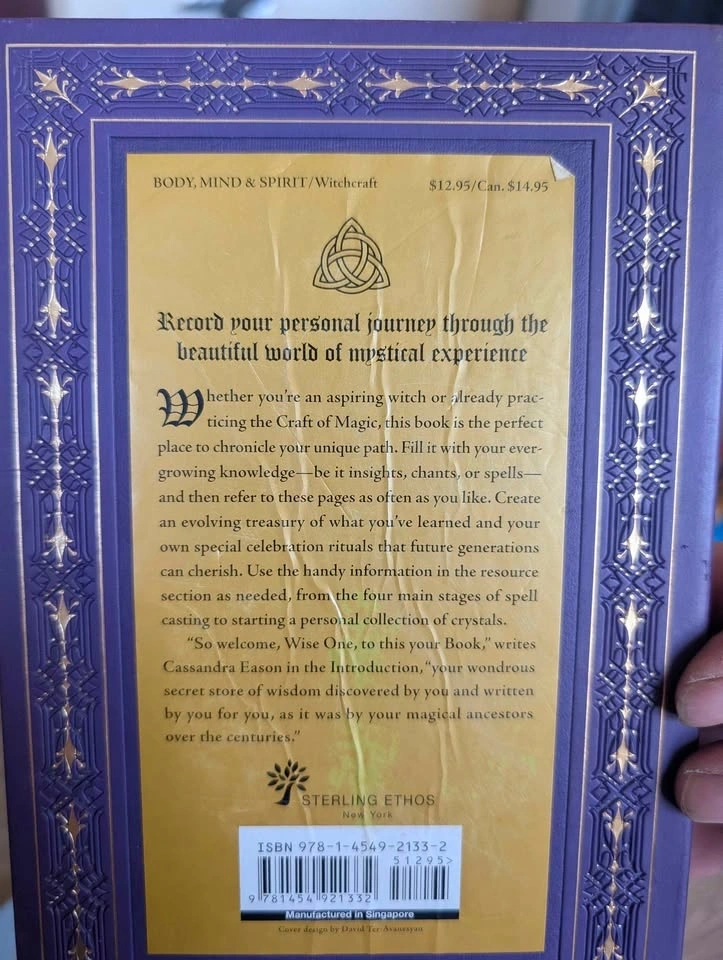 BODY, MIND & SPIRIT/Witchcraft $12.95/Can. $14.95
Record your personal journey through the
beautiful world of mystical experience
Whether you're an aspiring witch or already prac-
ticing the Craft of Magic, this book is the perfect
place to chronicle your unique path. Fill it with your ever-
growing knowledge—be it insights, chants, or spells—
and then refer to these pages as often as you like. Create
an evolving treasury of what you've learned and your
own special celebration rituals that future generations
can cherish. Use the handy information in the resource
section as needed, from the four main stages of spell
casting to starting a personal collection of crystals.
"So welcome, Wise One, to this your Book," writes
Cassandra Eason in the Introduction, "your wondrous
secret store of wisdom discovered by you and written
by you for you, as it was by your magical ancestors
over the centuries."
STERLING ETHOS
New York
ISBN 978-1-4549-2133-2
51295>
9 781454 921332
Manufactured in Singapore
Cover design by David Ter-Avanesyan